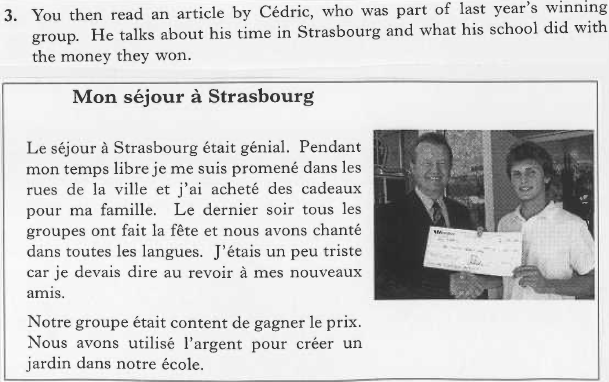 3. You then read an article by Cédric, who was part of last year's winning
group. He talks about his time in Strasbourg and what his school did with
the money they won.
Mon séjour à Strasbourg
Le séjour à Strasbourg était génial. Pendant
mon temps libre je me suis promené dans les
rues de la ville et j'ai acheté des cadeaux
pour ma famille. Le dernier soir tous les
groupes ont fait la fête et nous avons chanté
dans toutes les langues. J'étais un peu triste
car je devais dire au revoir à mes nouveaux
amis.
Notre groupe était content de gagner le prix.
Nous avons utilisé l'argent pour créer un
jardin dans notre école.